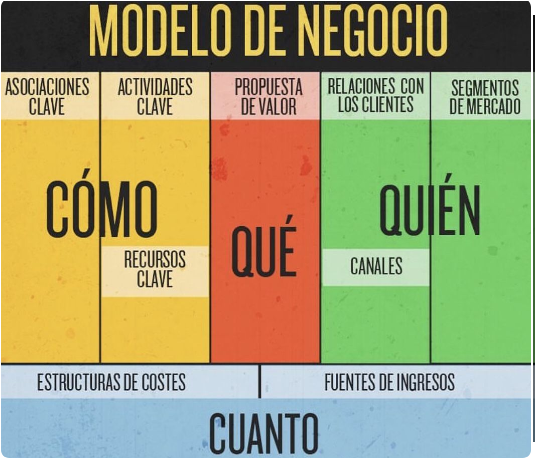 MODELO DE NEGOCIO
ASOCIACIONES
CLAVE
ACTIVIDADES
CLAVE
PROPUESTA
DE VALOR
RELACIONES CON
LOS CLIENTES
SEGMENTOS
DE MERCADO
CÓMO
RECURSOS
CLAVE
QUÉ
QUIÉN
CANALES
ESTRUCTURAS DE COSTES
FUENTES DE INGRESOS
CUANTO